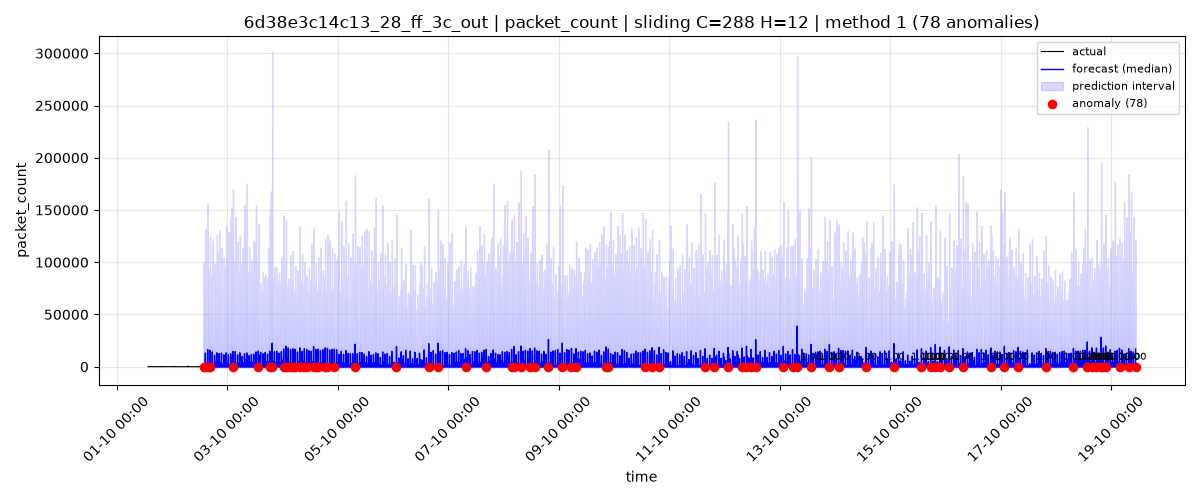 6d38e3c14c13_28_ff_3c_out | packet_count | sliding C=288 H=12 | method 1 (78 anomalies)
actual
forecast (median)
prediction interval
anomaly (78)
packet_count
300000
250000
200000
150000
100000
50000
0
01-10 00:00
03-10 00:00
05-10 00:00
07-10 00:00
09-10 00:00
11-10 00:00
13-10 00:00
15-10 00:00
17-10 00:00
19-10 00:00
time